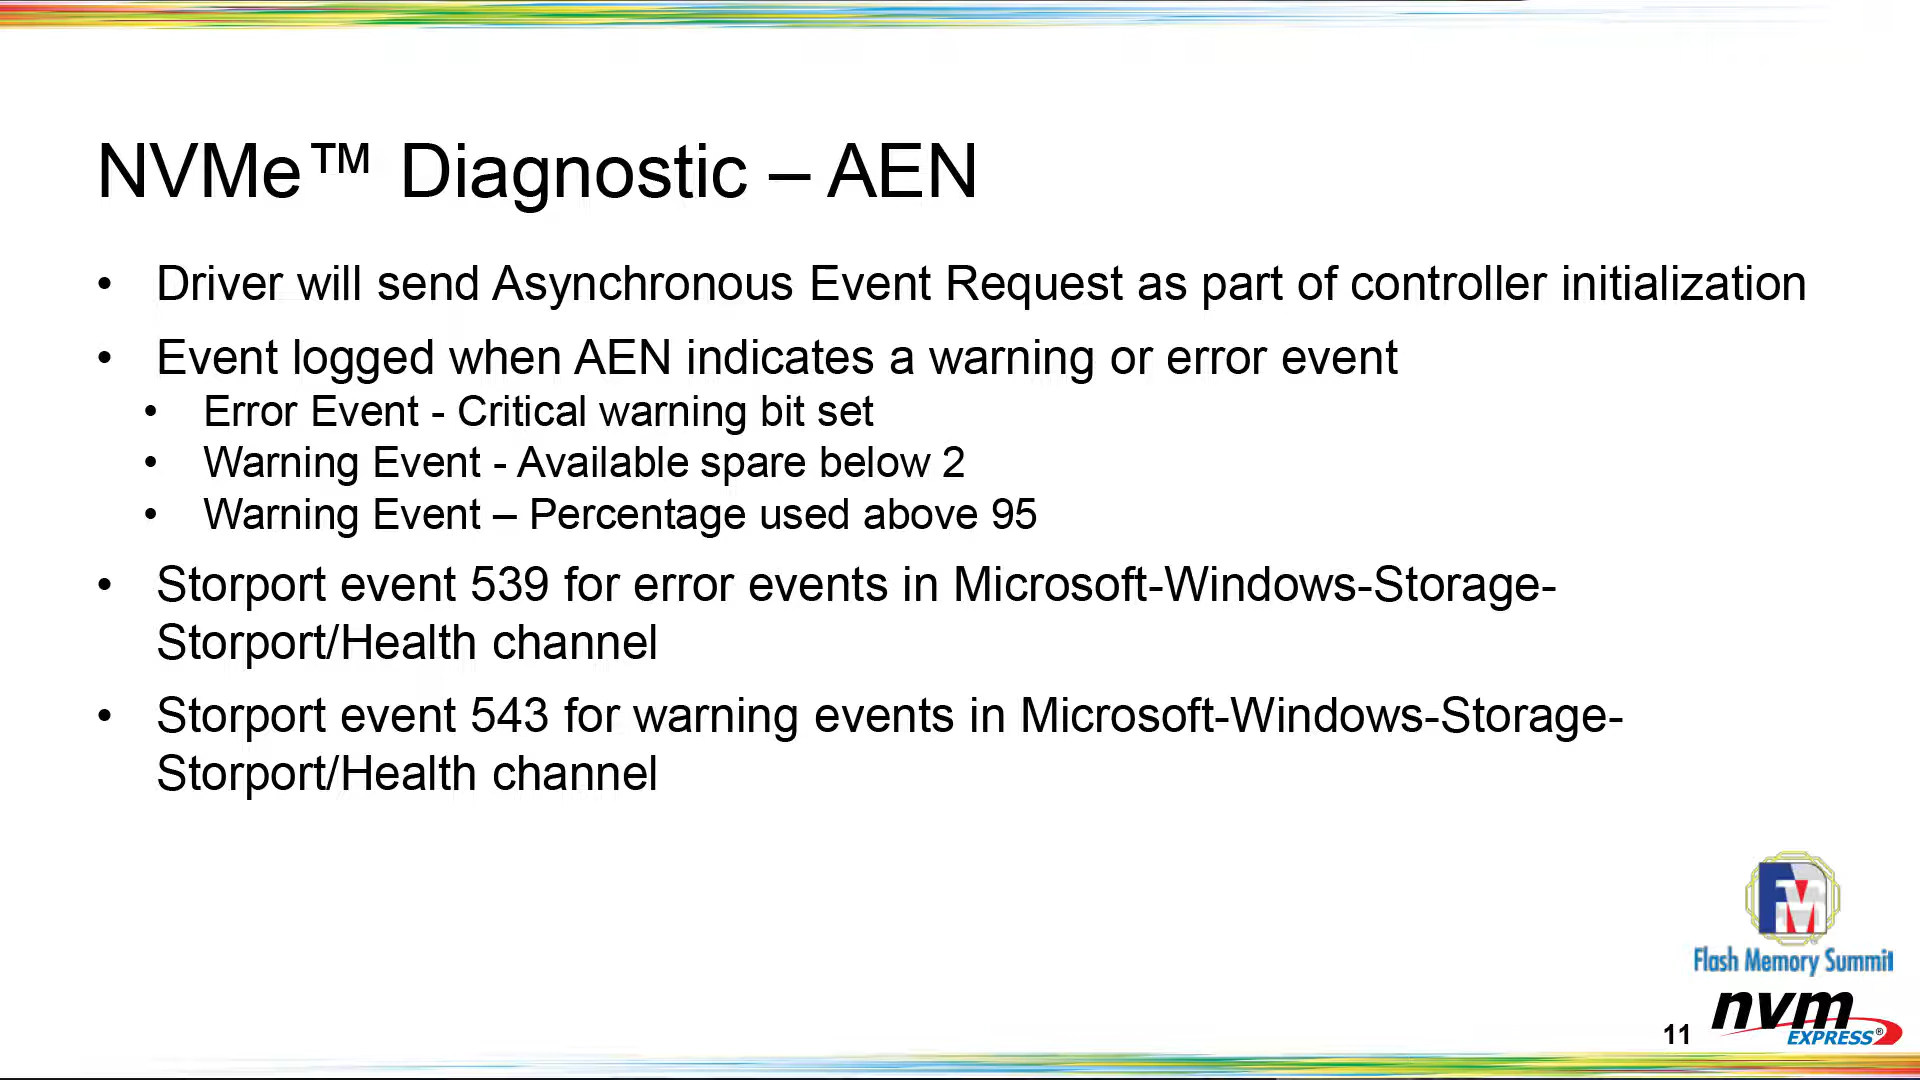 NVMe™ Diagnostic – AEN
• Driver will send Asynchronous Event Request as part of controller initialization
• Event logged when AEN indicates a warning or error event
• Error Event - Critical warning bit set
• Warning Event - Available spare below 2
• Warning Event – Percentage used above 95
• Storport event 539 for error events in Microsoft-Windows-Storage-
Storport/Health channel
• Storport event 543 for warning events in Microsoft-Windows-Storage-
Storport/Health channel
FM
Flash Memory Summit
nvm
EXPRESS®
11